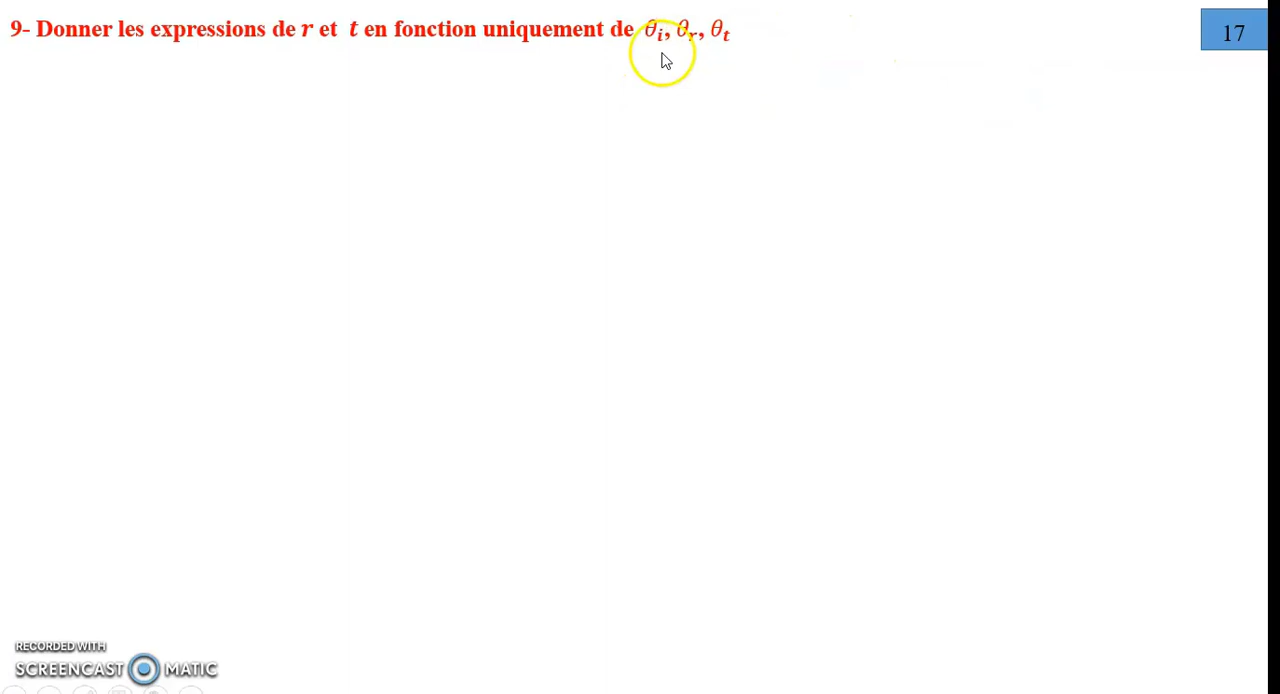 9- Donner les expressions de r et t en fonction uniquement de θi, θr, θt
17
RECORDED WITH
SCREENCAST MATIC